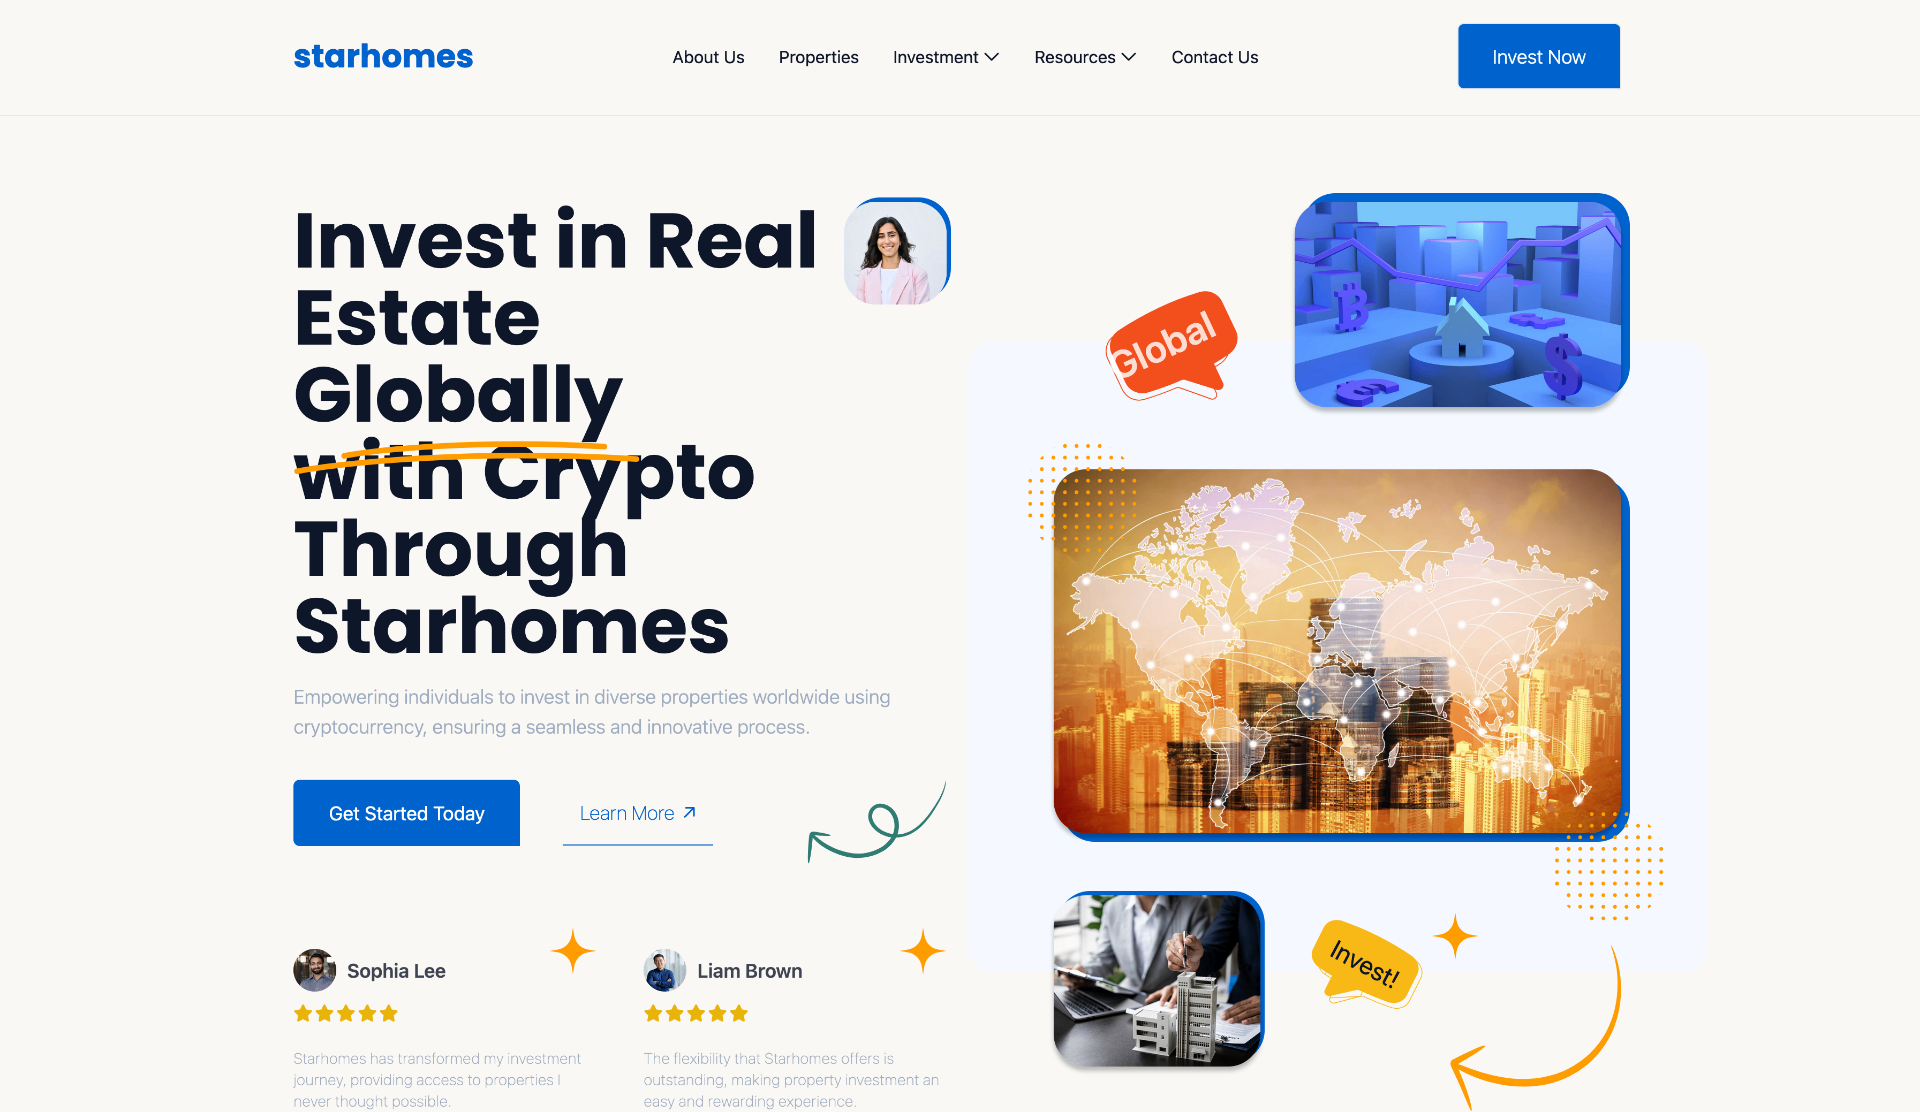 starhomes
About Us
Properties
Investment
Resources
Contact Us
Invest Now
Invest in Real
Estate
Globally
with Crypto
Through
Starhomes
Empowering individuals to invest in diverse properties worldwide using
cryptocurrency, ensuring a seamless and innovative process.
Get Started Today
Learn More
Sophia Lee
Starhomes has transformed my investment
journey, providing access to properties I
never thought possible.
Liam Brown
The flexibility that Starhomes offers is
outstanding, making property investment an
easy and rewarding experience.
Global
Invest!